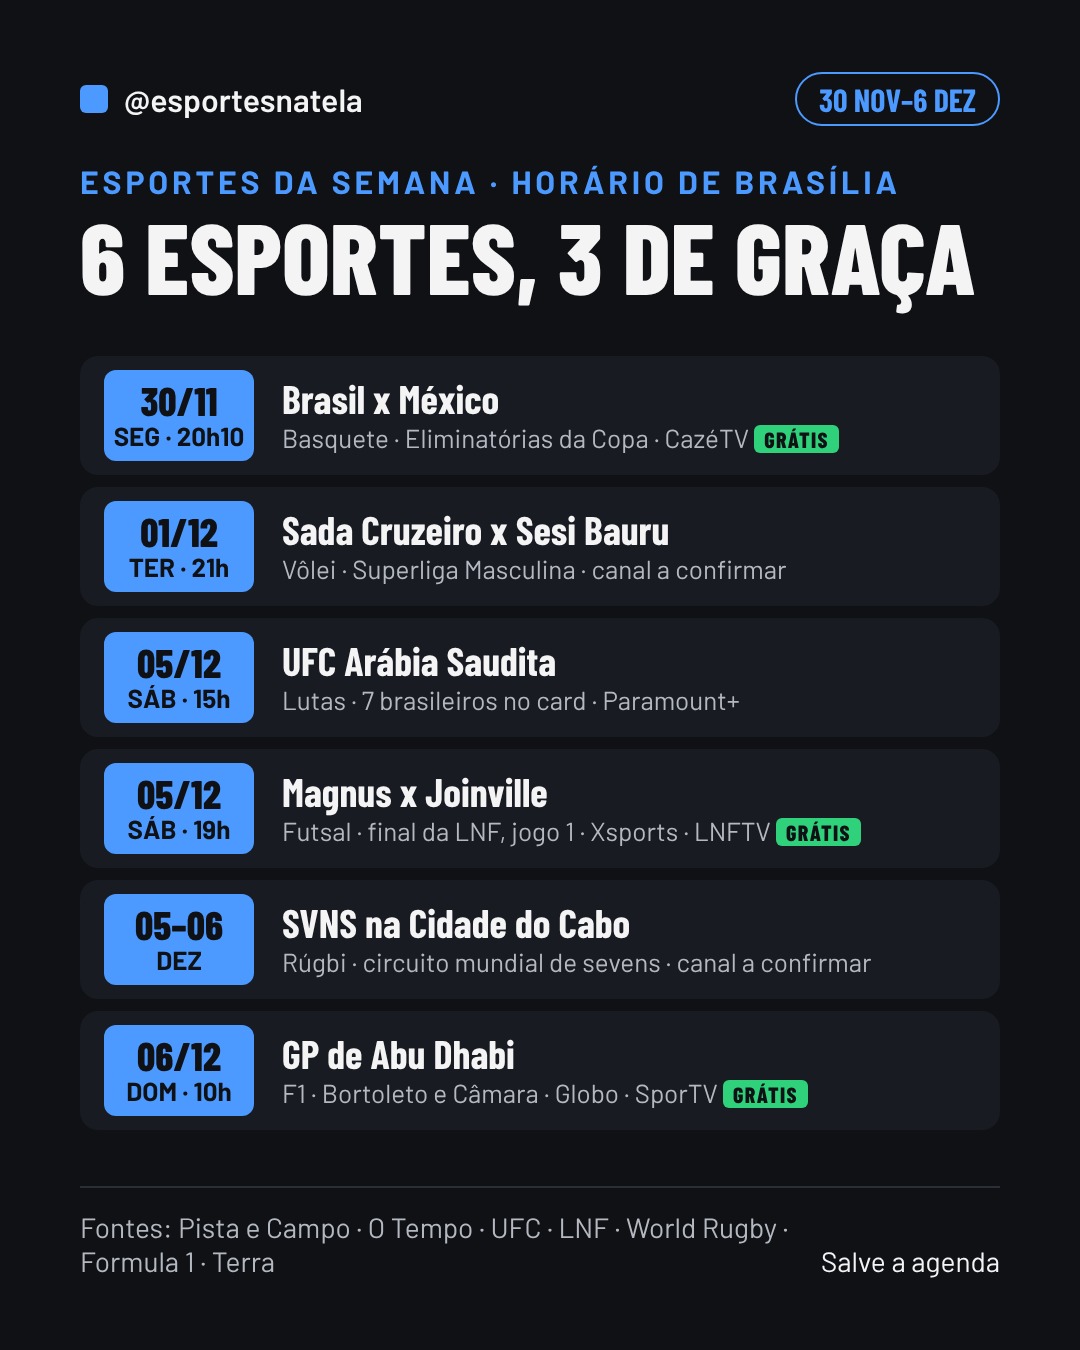 @esportesnatela
30 NOV–6 DEZ
ESPORTES DA SEMANA · HORÁRIO DE BRASÍLIA
6 ESPORTES, 3 DE GRAÇA
30/11
SEG · 20h10
Brasil x México
Basquete · Eliminatórias da Copa · CazéTV GRÁTIS
01/12
TER · 21h
Sada Cruzeiro x Sesi Bauru
Vôlei · Superliga Masculina · canal a confirmar
05/12
SÁB · 15h
UFC Arábia Saudita
Lutas · 7 brasileiros no card · Paramount+
05/12
SÁB · 19h
Magnus x Joinville
Futsal · final da LNF, jogo 1 · Xsports · LNFTV GRÁTIS
05–06
DEZ
SVNS na Cidade do Cabo
Rúgbi · circuito mundial de sevens · canal a confirmar
06/12
DOM · 10h
GP de Abu Dhabi
F1 · Bortoleto e Câmara · Globo · SporTV GRÁTIS
Fontes: Pista e Campo · O Tempo · UFC · LNF · World Rugby ·
Formula 1 · Terra
Salve a agenda